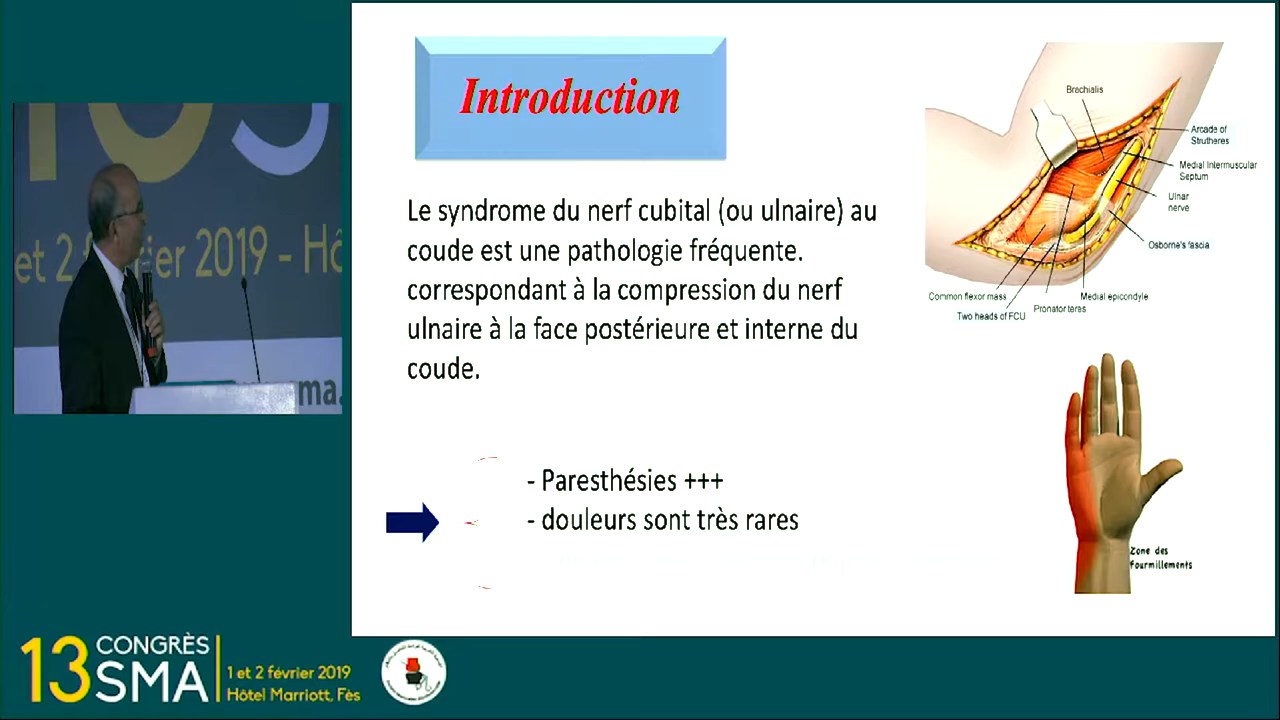 Introduction
Le syndrome du nerf cubital (ou ulnaire) au
coude est une pathologie fréquente.
correspondant à la compression du nerf
ulnaire à la face postérieure et interne du
coude.
- Paresthésies +++
- douleurs sont très rares
Brachialis
Arcade of
Strutheres
Medial Intermuscular
Septum
Ulnar
nerve
Osborne's fascia
Common flexor mass
Medial epicondyle
Pronator teres
Two heads of FCU
Zone des
Fourmillements
et 2 février 2019 - Hô
ma.
13 CONGRÈS
SMA
1 et 2 février 2019
Hôtel Marriott, Fès